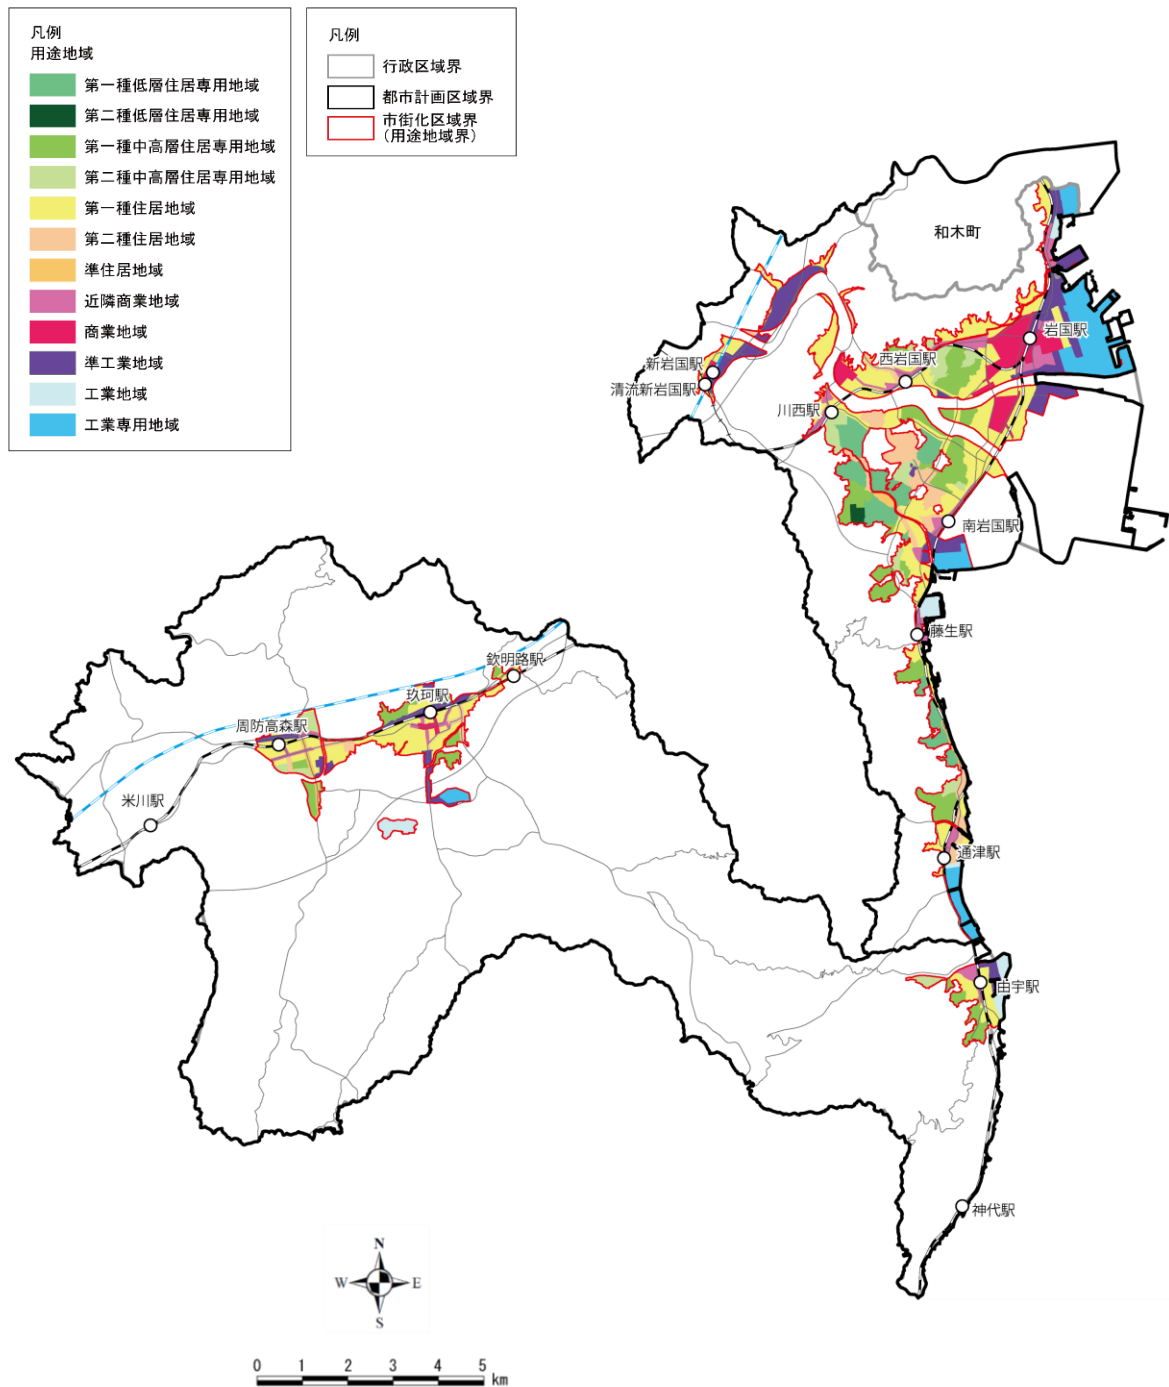 凡例
用途地域
第一種低層住居専用地域
第二種低層住居専用地域
第一種中高層住居専用地域
第二種中高層住居専用地域
第一種住居地域
第二種住居地域
準住居地域
近隣商業地域
商業地域
準工業地域
工業地域
工業専用地域
凡例
行政区域界
都市計画区域界
市街化区域界
（用途地域界）
和木町
岩国駅
西岩国駅
新岩国駅
清流新岩国駅
川西駅
南岩国駅
藤生駅
欽明路駅
玖珂駅
周防高森駅
米川駅
通津駅
由宇駅
神代駅
N
W E
S
0 1 2 3 4 5
km